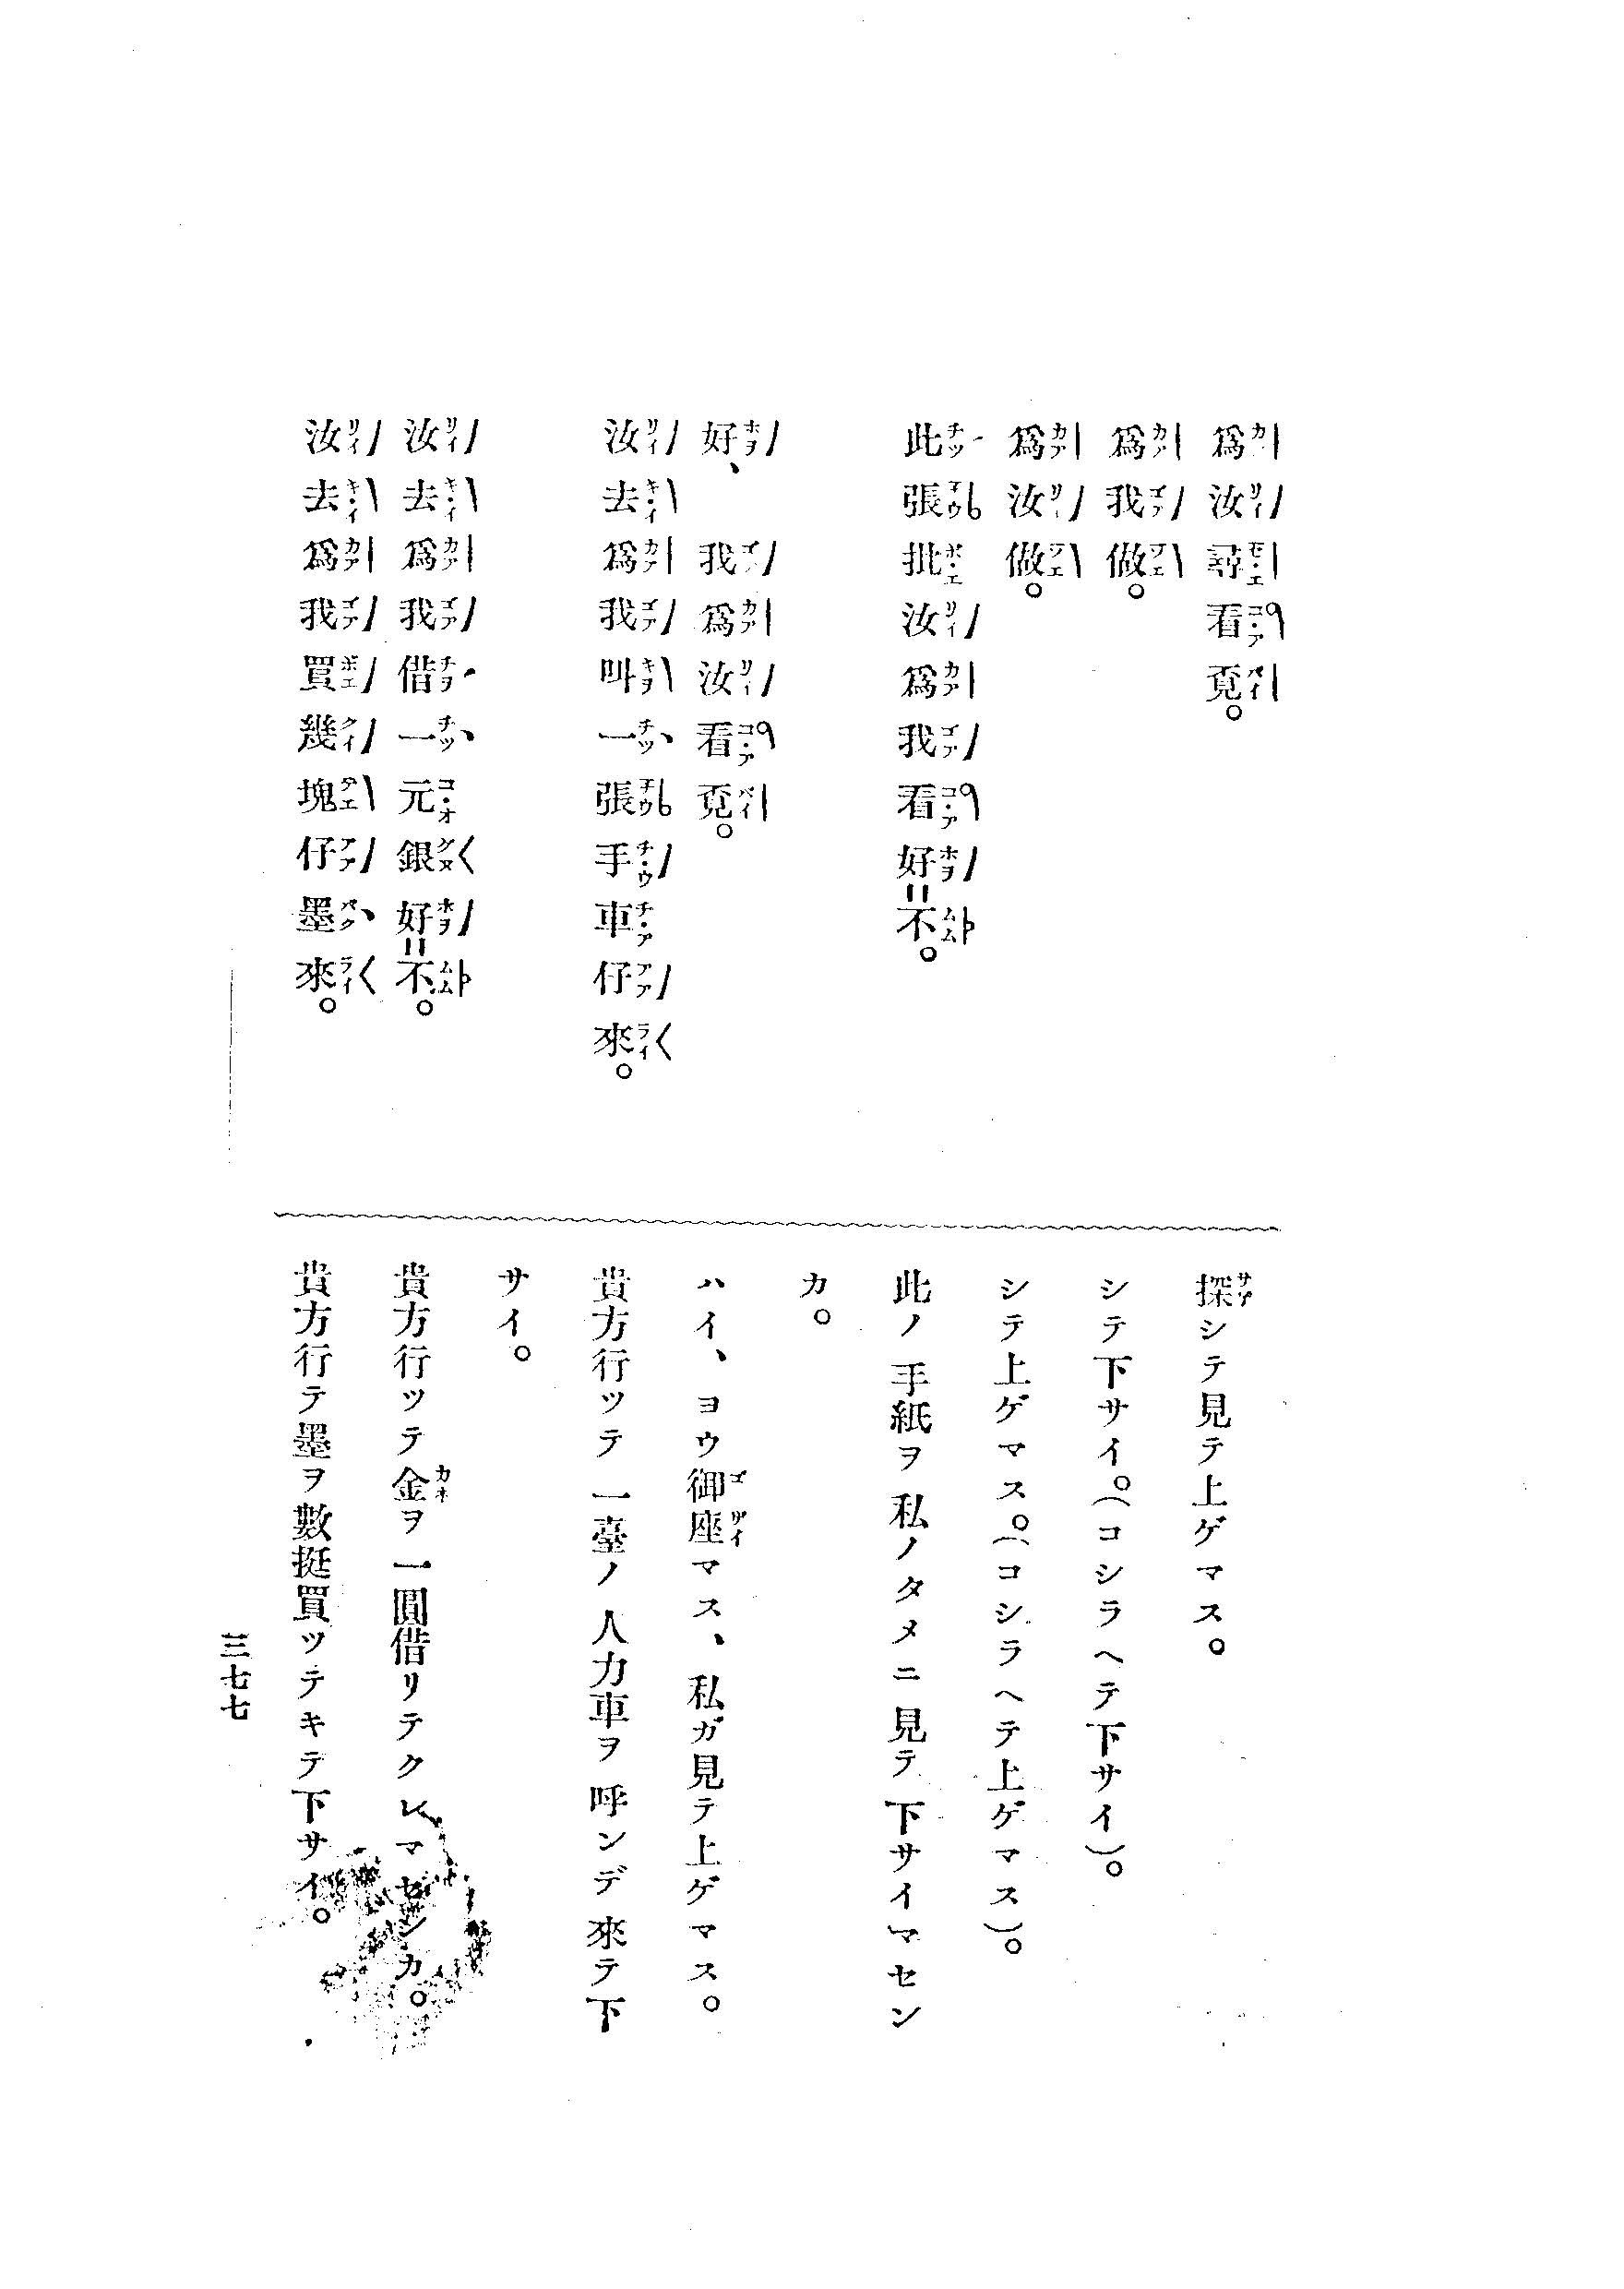 爲汝尋看覔。
爲我做。
爲汝做。
此張批汝爲我看好=不。
好、我爲汝看覔。
汝去爲我叫一張手車仔來。
汝去爲我借一元銀好=不。
汝去爲我買幾塊仔墨來。
探シテ見テ上ゲマス。
シテ下サイ。(コシラヘテ下サイ)。
シテ上ゲマス。(コシラヘテ上ゲマス)。
此ノ手紙ヲ私ノタメニ見テ下サイマセン
カ。
ハイ、ヨウ御座マス、私ガ見テ上ゲマス。
貴方行ツテ一臺ノ人力車ヲ呼ンデ來テ下
サイ。
貴方行ツテ金ヲ一圓借リテクレマセンカ。
貴方行テ墨ヲ數挺買ツテキテ下サイ。
三七七